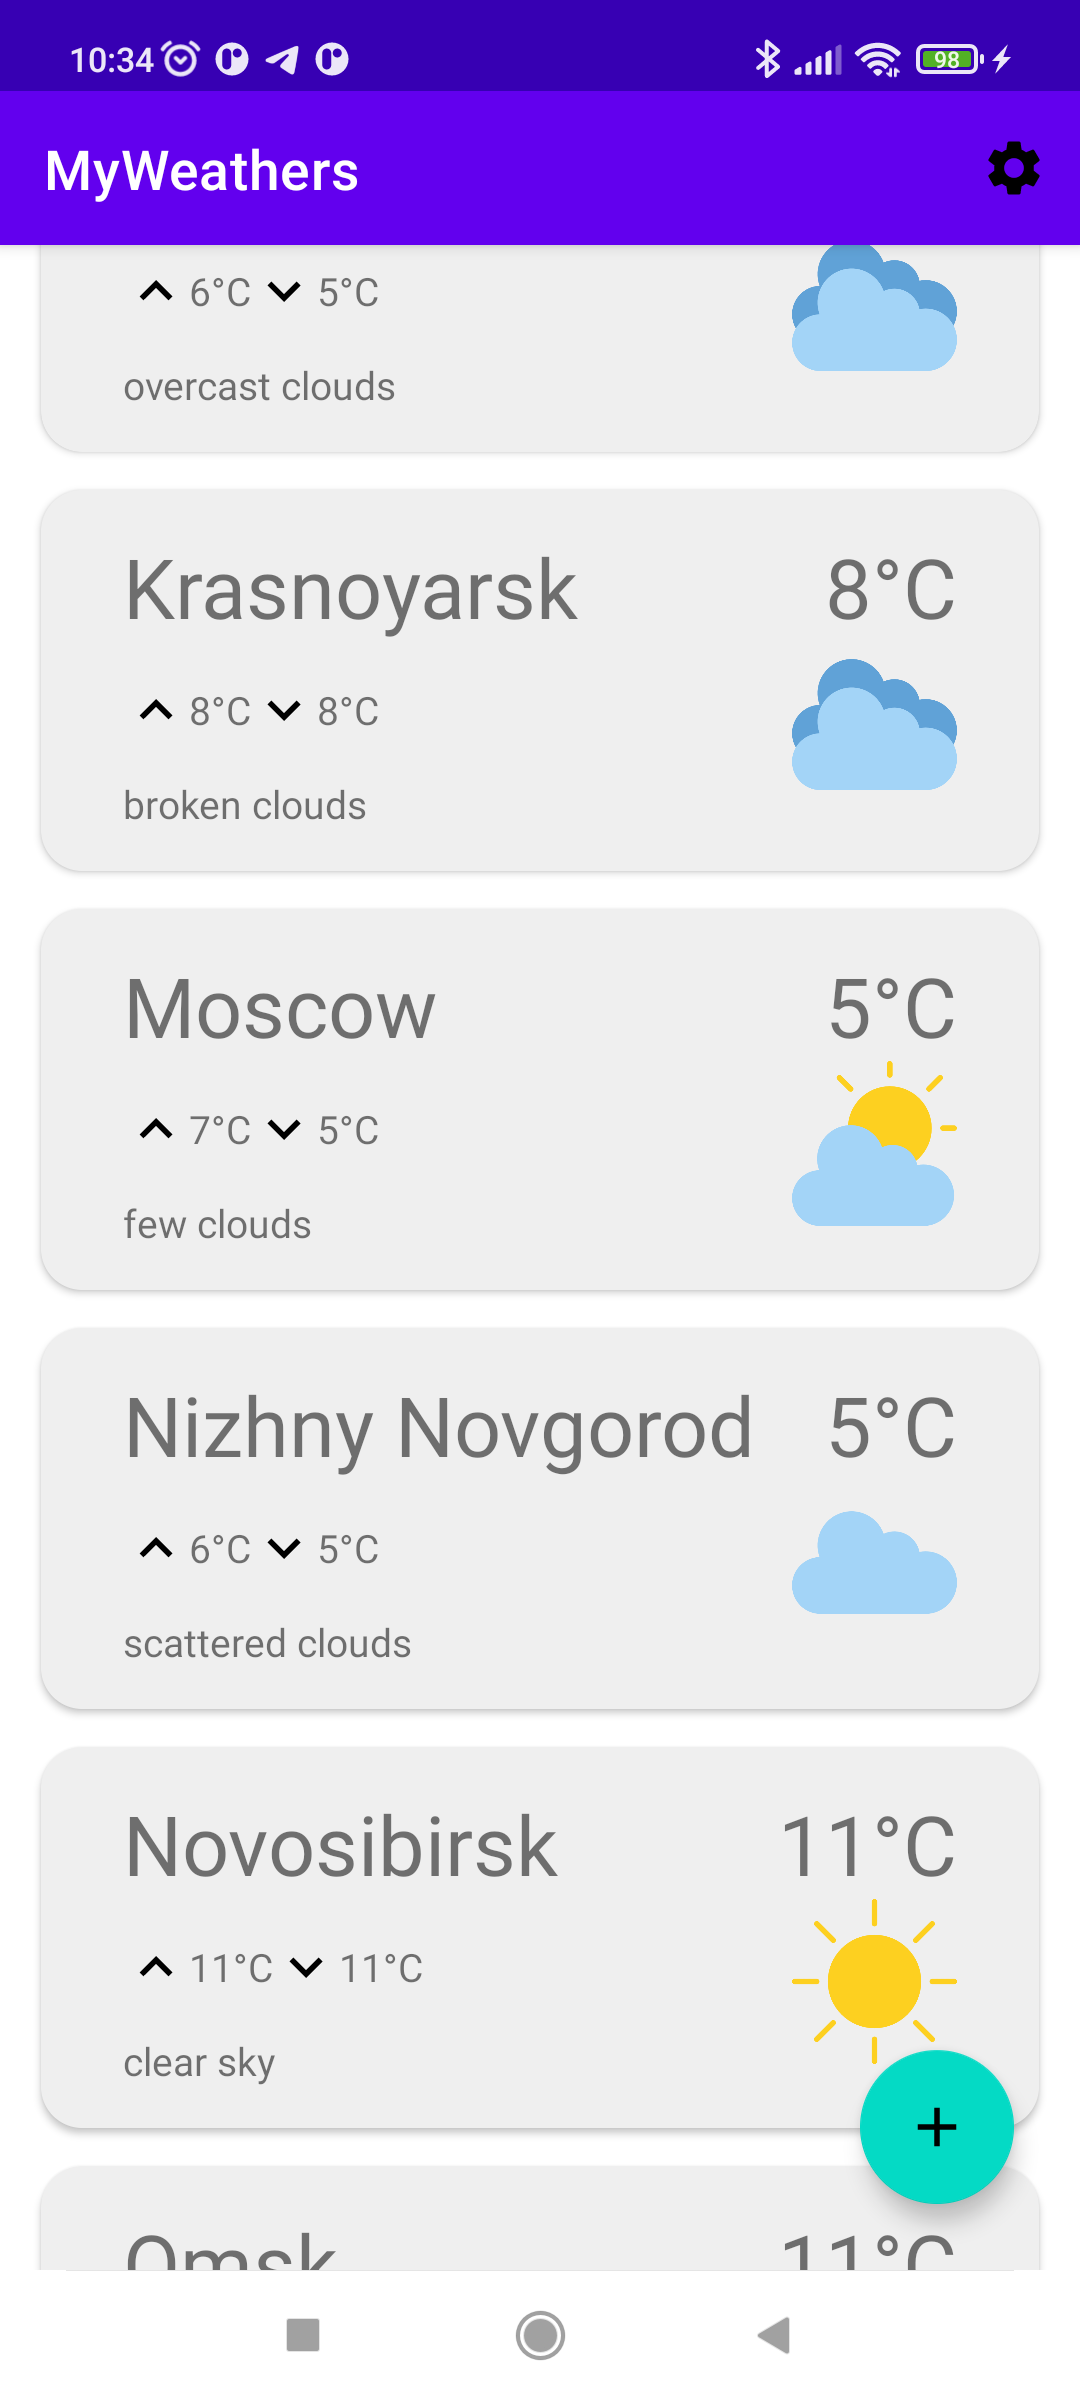 10:34 98
MyWeathers
6°C 5°C
overcast clouds
Krasnoyarsk 8°C
8°C 8°C
broken clouds
Moscow 5°C
7°C 5°C
few clouds
Nizhny Novgorod 5°C
6°C 5°C
scattered clouds
Novosibirsk 11°C
11°C 11°C
clear sky
+
Omsk 11°C